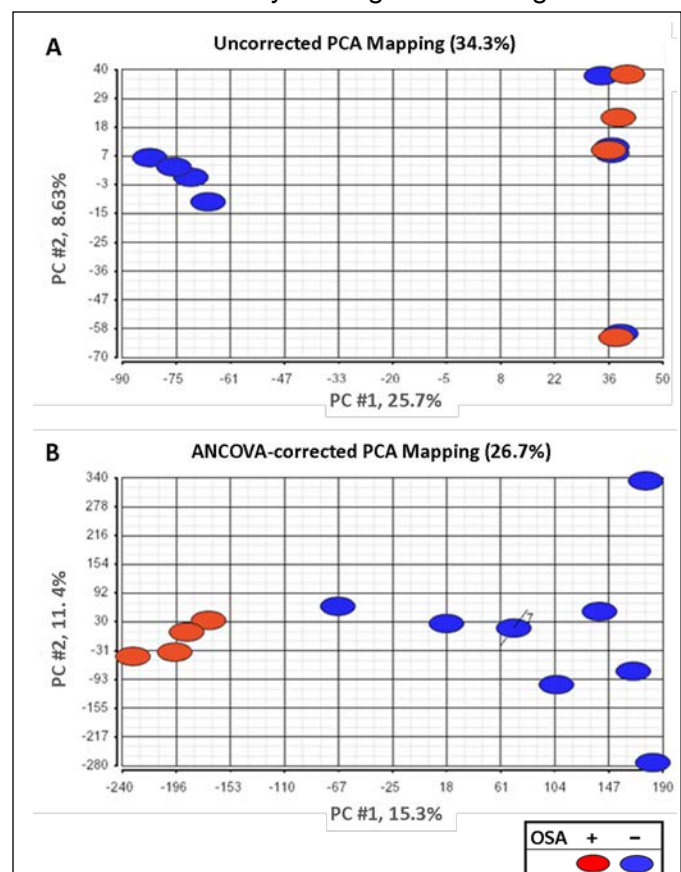 A
Uncorrected PCA Mapping (34.3%)
40
29
18
7
-3
-15
-25
-36
-47
-58
-70
PC #2, 8.63%
-90 -75 -61 -47 -33 -20 -5 8 22 36 50
PC #1, 25.7%
B
ANCOVA-corrected PCA Mapping (26.7%)
340
278
216
154
92
30
-31
-93
-155
-217
-280
PC #2, 11. 4%
-240 -196 -153 -110 -67 -25 18 61 104 147 190
PC #1, 15.3%
OSA + −